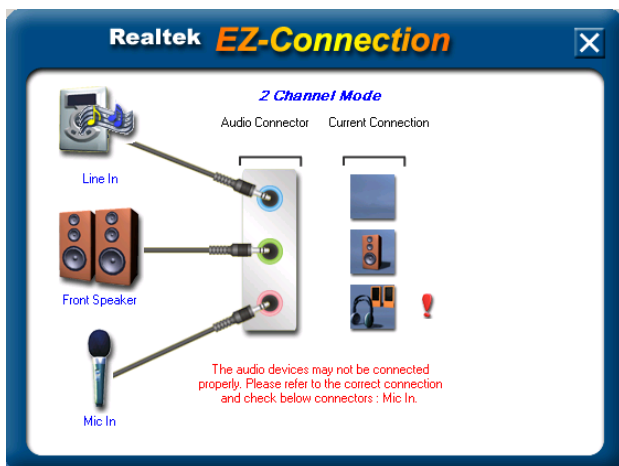 Realtek EZ-Connection
2 Channel Mode
Audio Connector Current Connection
Line In
Front Speaker
Mic In
The audio devices may not be connected
properly. Please refer to the correct connection
and check below connectors : Mic In.